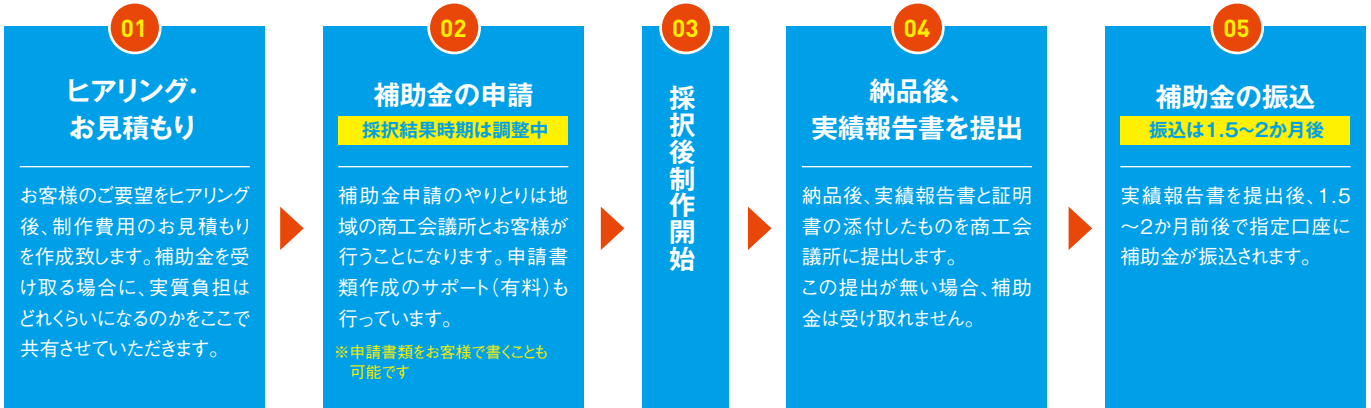 01
ヒアリング・
お見積もり
お客様のご要望をヒアリング
後、制作費用のお見積もり
を作成致します。補助金を受
け取る場合に、実質負担は
どれくらいになるのかをここで
共有させていただきます。
02
補助金の申請
採択結果時期は調整中
補助金申請のやりとりは地
域の商工会議所とお客様が
行うことになります。申請書
類作成のサポート(有料)も
行っています。
※申請書類をお客様で書くことも
可能です
03
採択後制作開始
04
納品後、
実績報告書を提出
納品後、実績報告書と証明
書の添付したものを商工会
議所に提出します。
この提出が無い場合、補助
金は受け取れません。
05
補助金の振込
振込は1.5〜2か月後
実績報告書を提出後、1.5
〜2か月前後で指定口座に
補助金が振込されます。